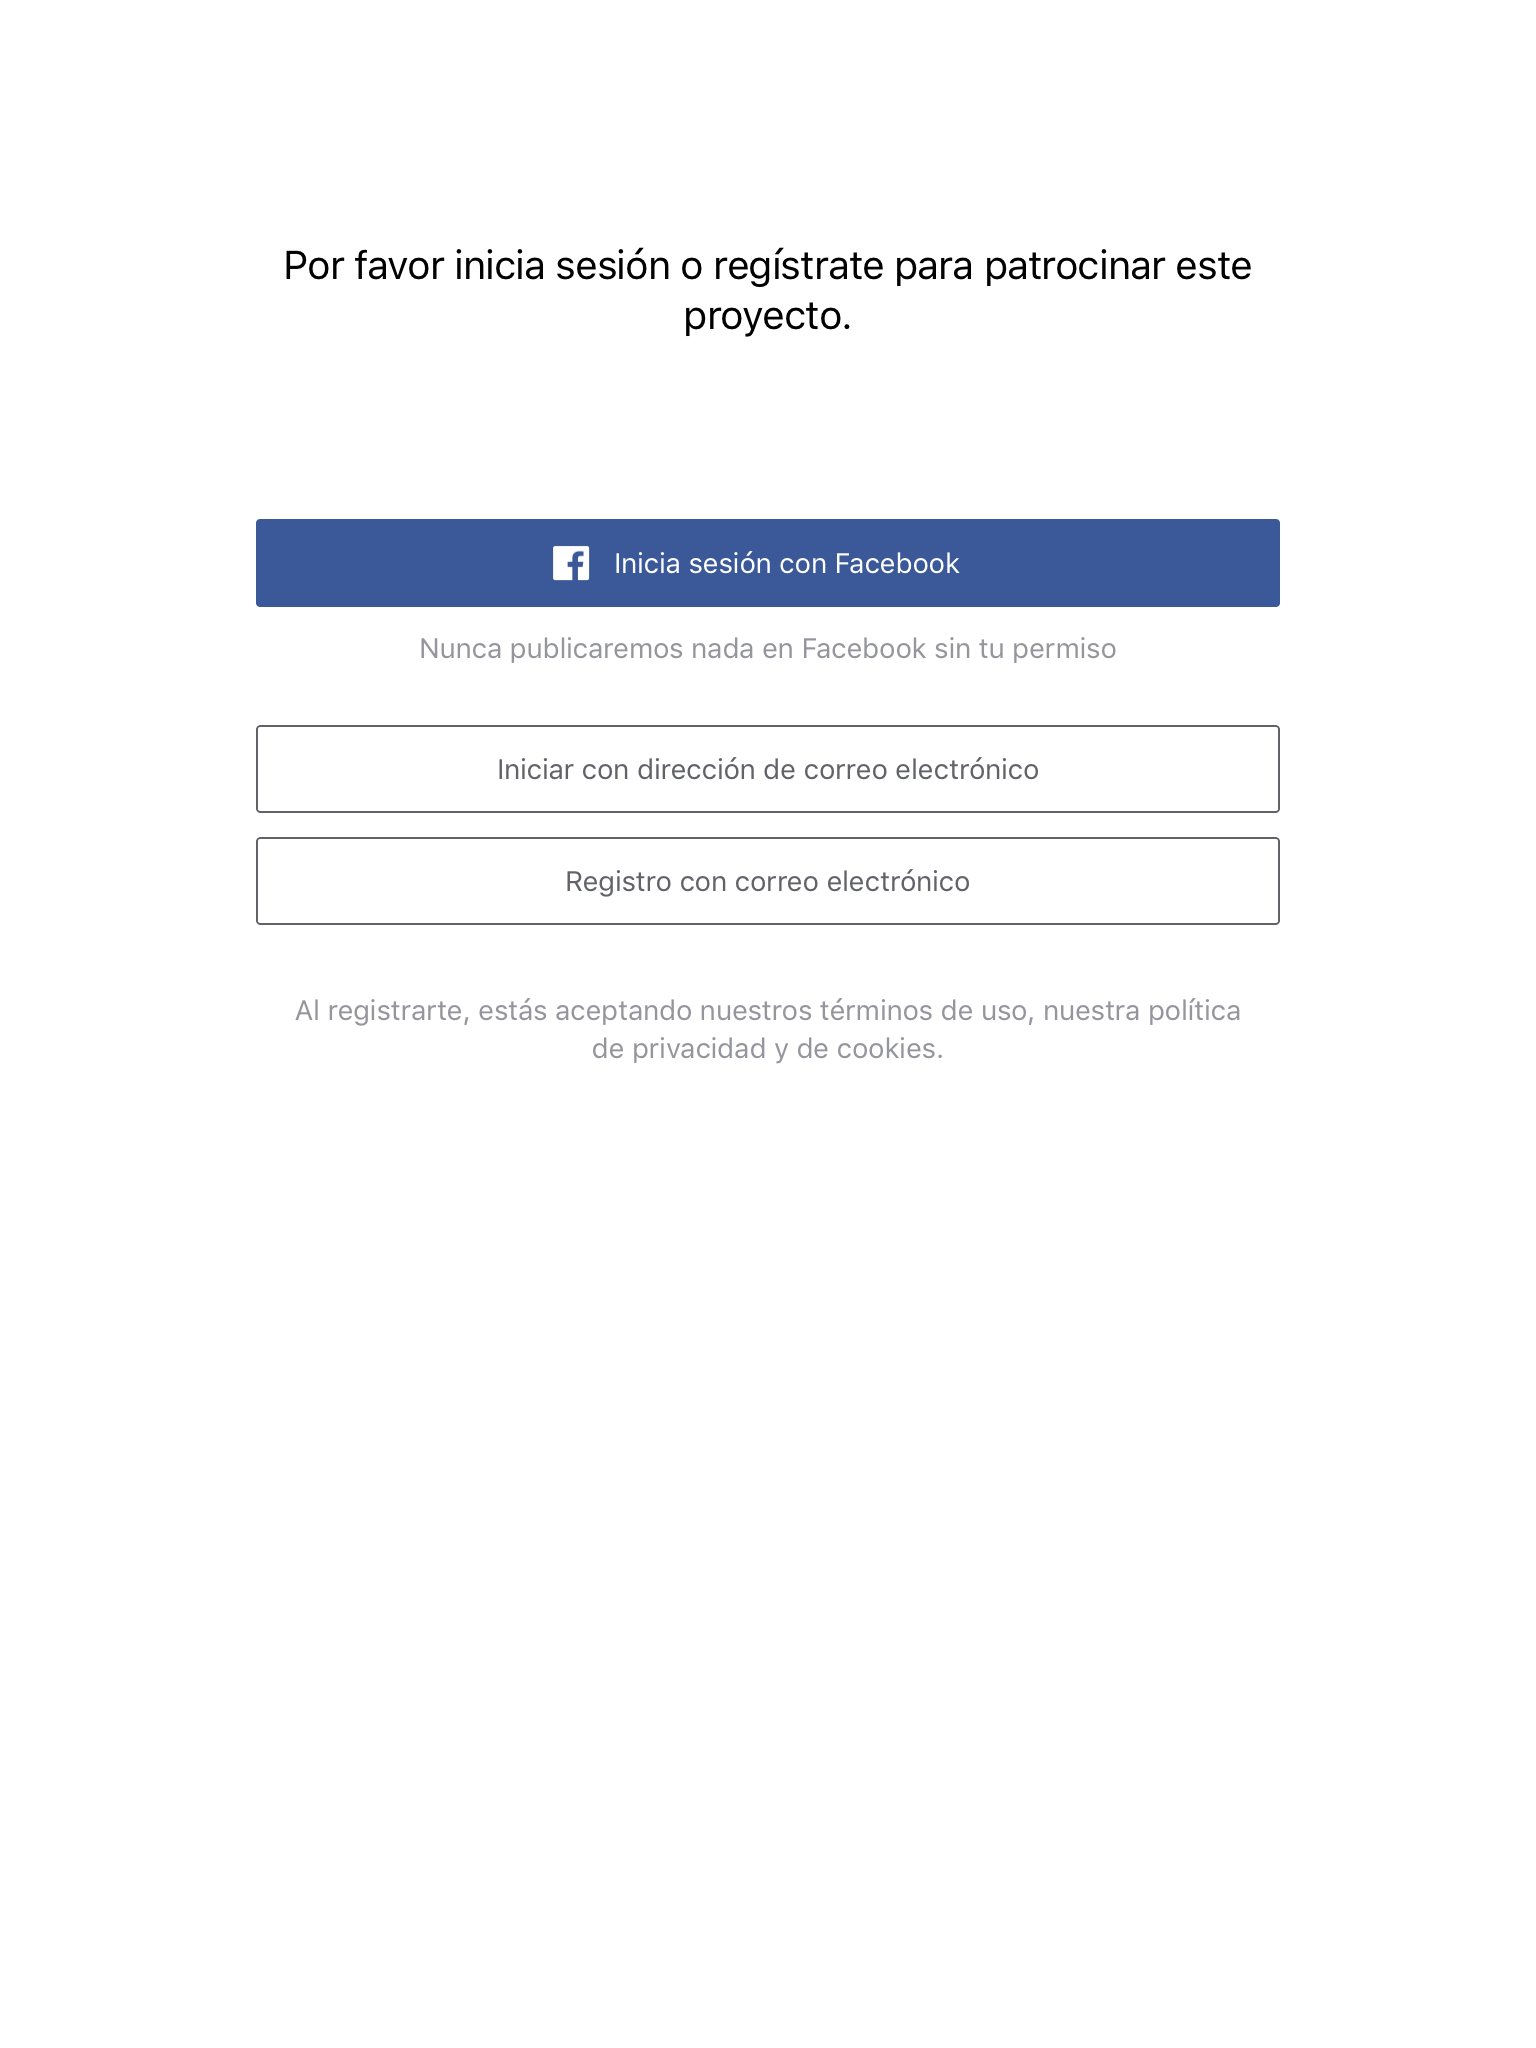 Por favor inicia sesión o regístrate para patrocinar este
proyecto.
Inicia sesión con Facebook
Nunca publicaremos nada en Facebook sin tu permiso
Iniciar con dirección de correo electrónico
Registro con correo electrónico
Al registrarte, estás aceptando nuestros términos de uso, nuestra política
de privacidad y de cookies.